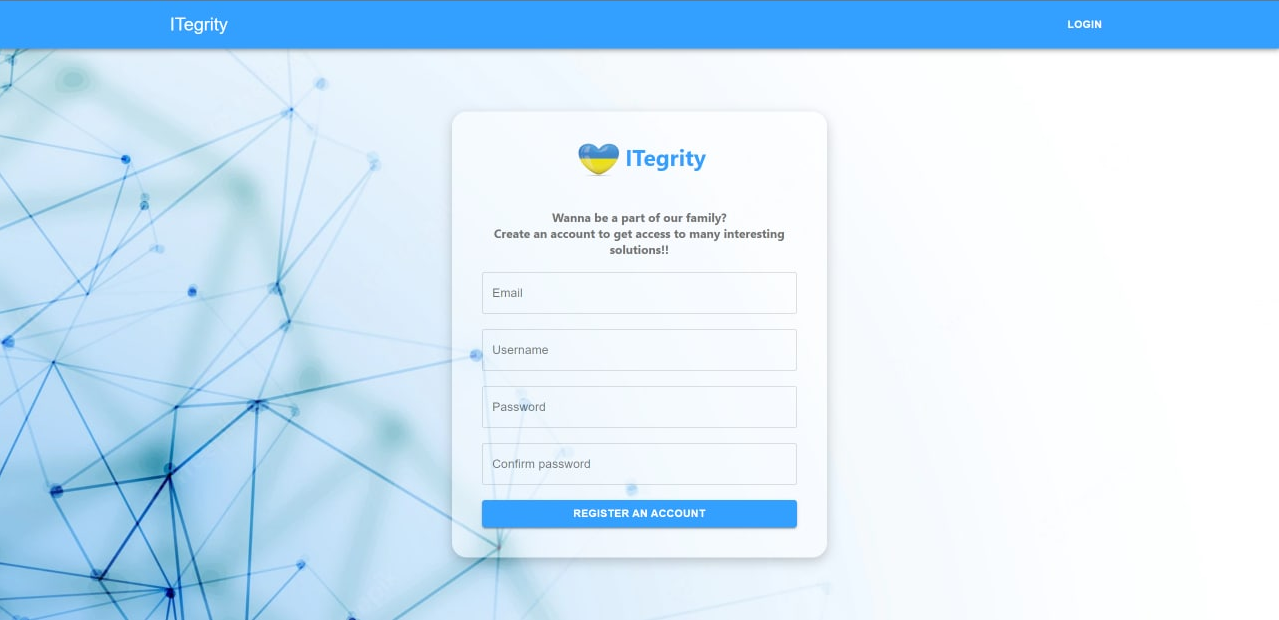 ITegrity
LOGIN
ITegrity
Wanna be a part of our family?
Create an account to get access to many interesting
solutions!!
Email
Username
Password
Confirm password
REGISTER AN ACCOUNT